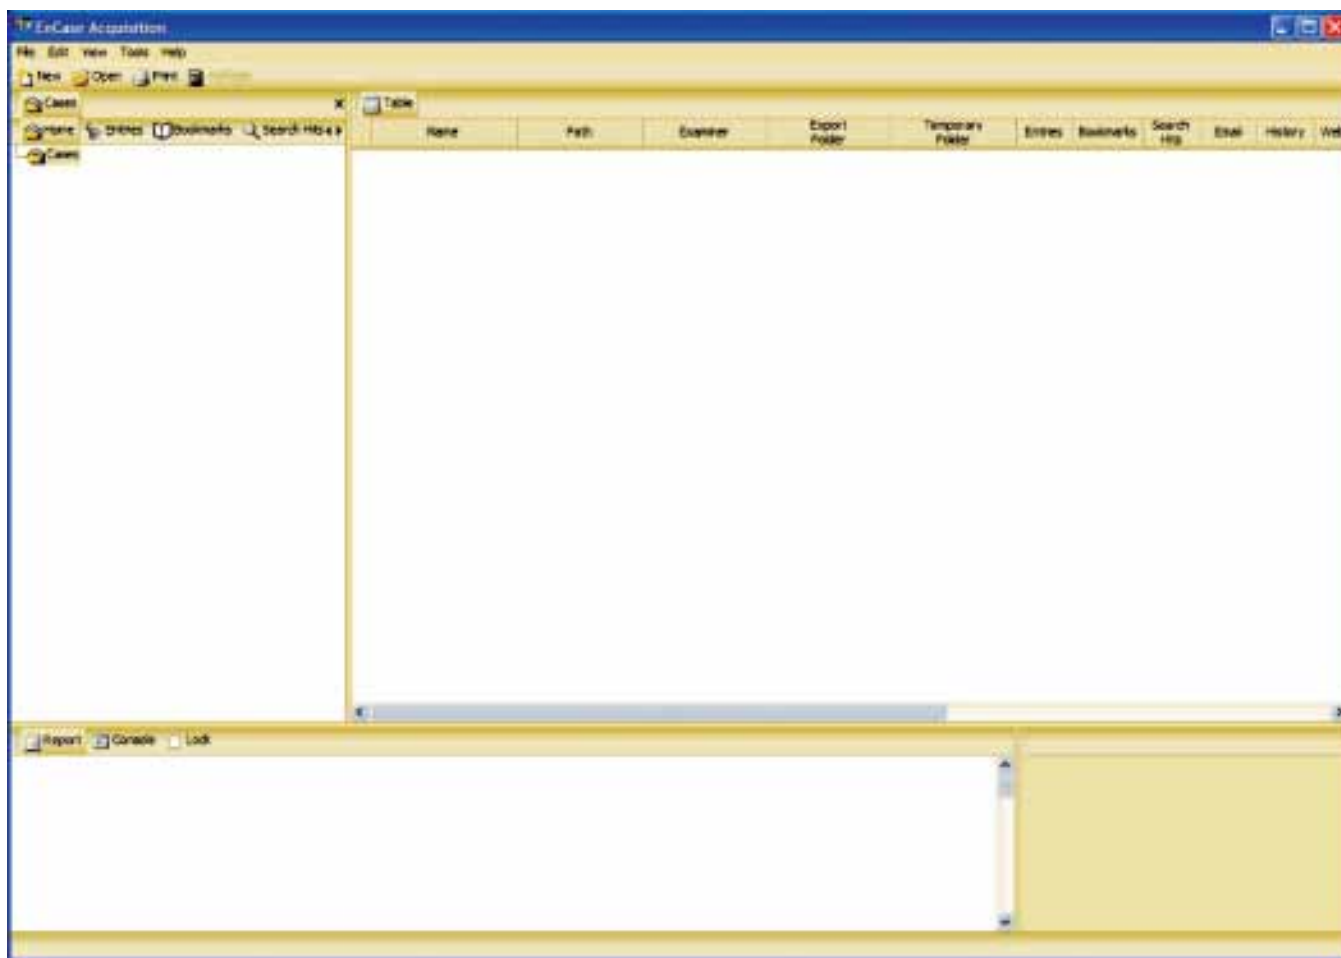 EnCase Acquisition
File Edit View Tools Help
New Open Print
Cases
Home Entries Bookmarks Search Hits
Cases
Table
Name Path Examiner Export Folder Temporary Folder Entries Bookmarks Search Hits Email History Web
Report Console Lock